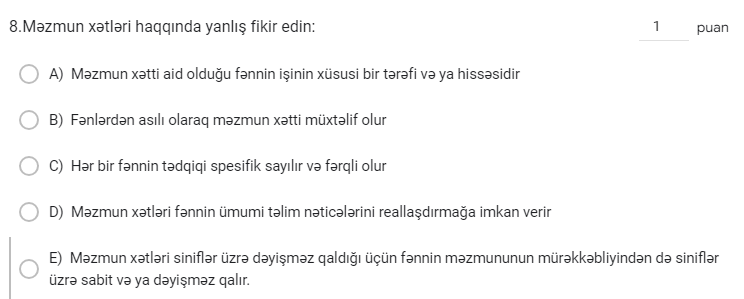 8.Məzmun xətləri haqqında yanlış fikir edin: 1 puan
A) Məzmun xətti aid olduğu fənnin işinin xüsusi bir tərəfi və ya hissəsidir
B) Fənlərdən asılı olaraq məzmun xətti müxtəlif olur
C) Hər bir fənnin tədqiqi spesifik sayılır və fərqli olur
D) Məzmun xətləri fənnin ümumi təlim nəticələrini reallaşdırmağa imkan verir
E) Məzmun xətləri siniflər üzrə dəyişməz qaldığı üçün fənnin məzmununun mürəkkəbliyindən də siniflər
üzrə sabit və ya dəyişməz qalır.